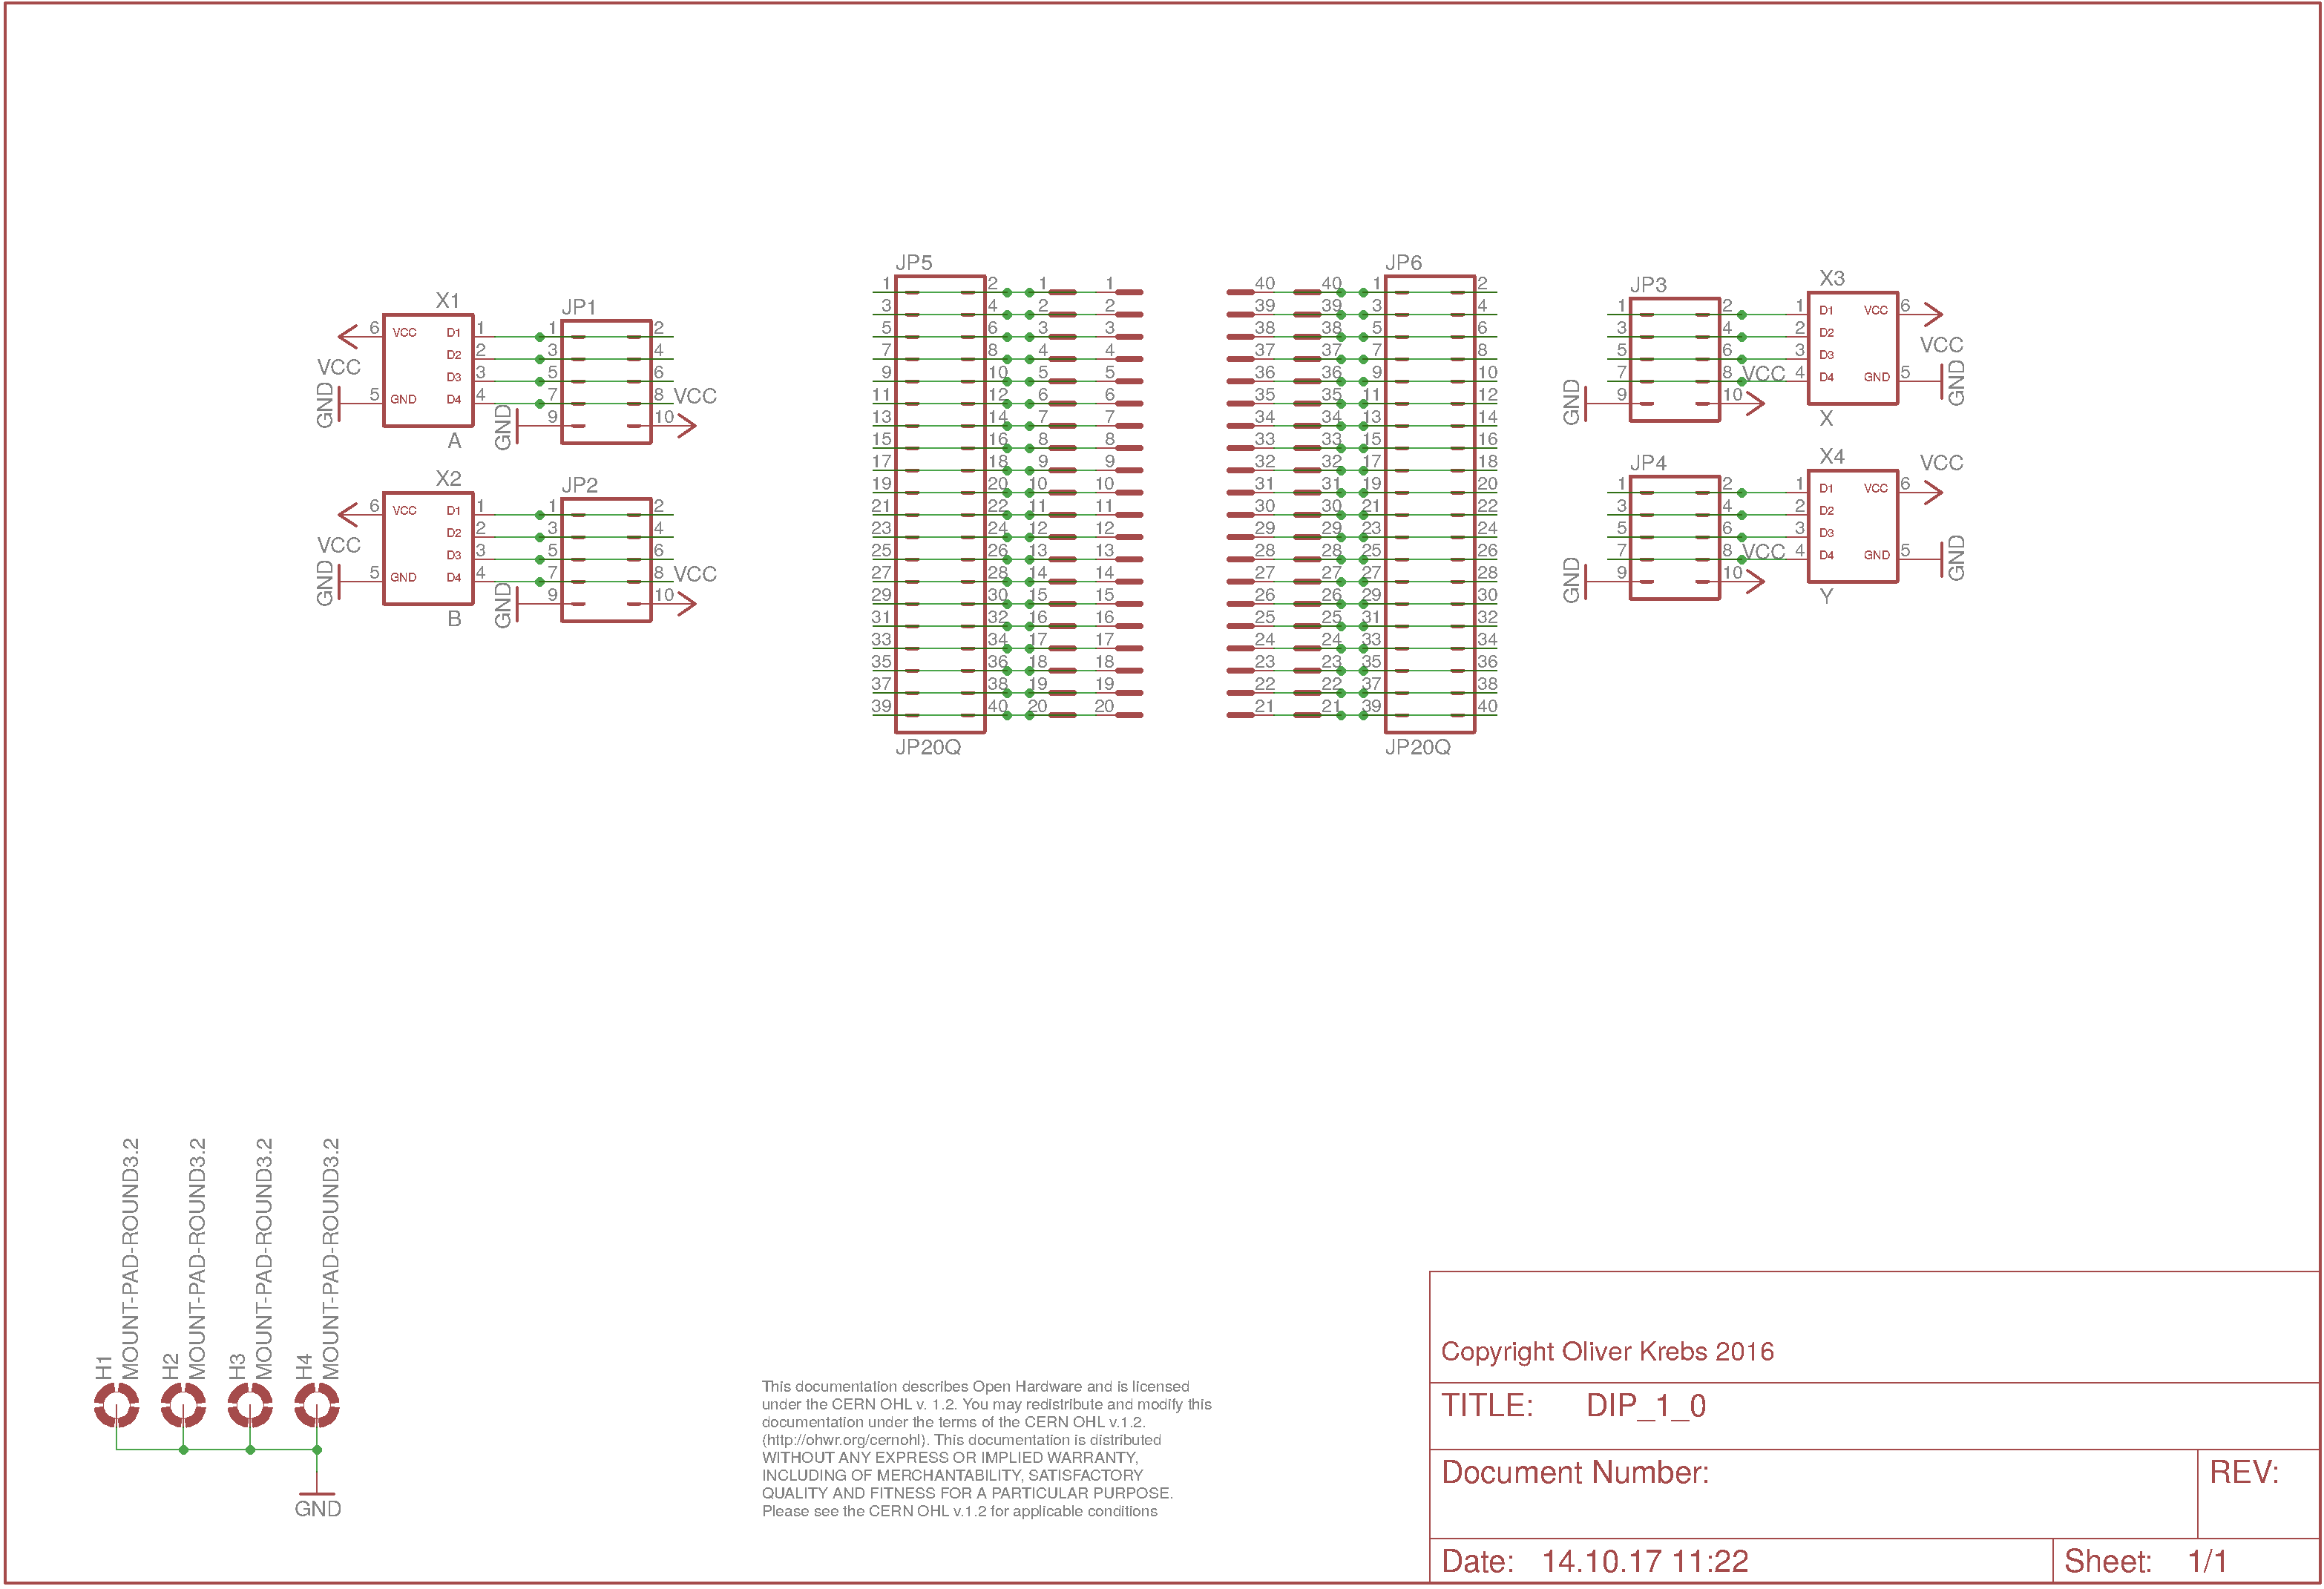 X1
6 VCC D1 1
D2 2
VCC D3 3
GND 5 GND D4 4
A
JP1
1 2
3 4
5 6
7 8 VCC
GND 9 10
X2
6 VCC D1 1
D2 2
VCC D3 3
GND 5 GND D4 4
B
JP2
1 2
3 4
5 6
7 8 VCC
GND 9 10
JP5
1 2 1 1
3 4 2 2
5 6 3 3
7 8 4 4
9 10 5 5
11 12 6 6
13 14 7 7
15 16 8 8
17 18 9 9
19 20 10 10
21 22 11 11
23 24 12 12
25 26 13 13
27 28 14 14
29 30 15 15
31 32 16 16
33 34 17 17
35 36 18 18
37 38 19 19
39 40 20 20
JP20Q
JP6
40 40 1 2
39 39 3 4
38 38 5 6
37 37 7 8
36 36 9 10
35 35 11 12
34 34 13 14
33 33 15 16
32 32 17 18
31 31 19 20
30 30 21 22
29 29 23 24
28 28 25 26
27 27 27 28
26 26 29 30
25 25 31 32
24 24 33 34
23 23 35 36
22 22 37 38
21 21 39 40
JP20Q
JP3
1 2
3 4
5 6
7 8 VCC
GND 9 10
X3
1 D1 VCC 6
2 D2
3 D3 VCC
4 D4 GND 5 GND
X
JP4
1 2
3 4
5 6
7 8 VCC
GND 9 10
X4 VCC
1 D1 VCC 6
2 D2
3 D3
4 D4 GND 5 GND
Y
H1
MOUNT-PAD-ROUND3.2
H2
MOUNT-PAD-ROUND3.2
H3
MOUNT-PAD-ROUND3.2
H4
MOUNT-PAD-ROUND3.2
GND
This documentation describes Open Hardware and is licensed
under the CERN OHL v. 1.2. You may redistribute and modify this
documentation under the terms of the CERN OHL v.1.2.
(http://ohwr.org/cernohl). This documentation is distributed
WITHOUT ANY EXPRESS OR IMPLIED WARRANTY,
INCLUDING OF MERCHANTABILITY, SATISFACTORY
QUALITY AND FITNESS FOR A PARTICULAR PURPOSE.
Please see the CERN OHL v.1.2 for applicable conditions
Copyright Oliver Krebs 2016
TITLE: DIP_1_0
Document Number:
REV:
Date: 14.10.17 11:22
Sheet: 1/1